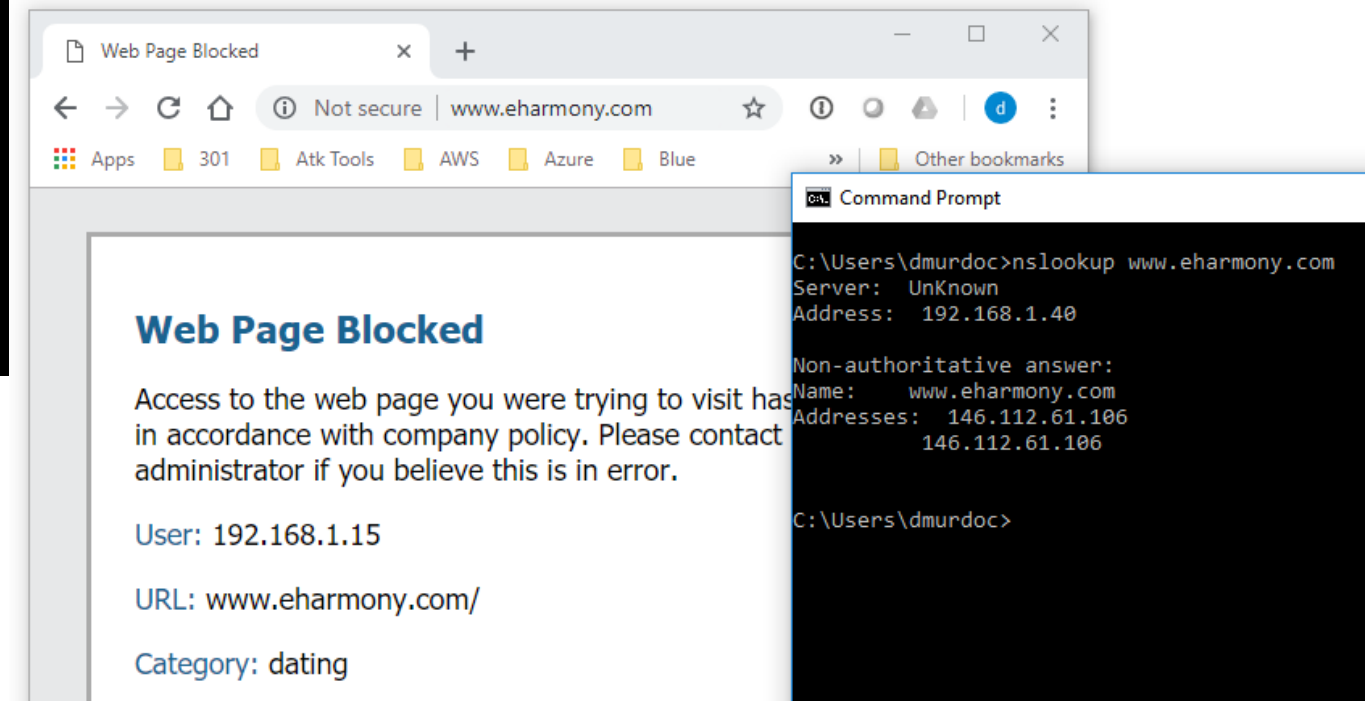 Web Page Blocked
Not secure | www.eharmony.com
d
Apps 301 Atk Tools AWS Azure Blue » Other bookmarks
Web Page Blocked
Access to the web page you were trying to visit has
in accordance with company policy. Please contact
administrator if you believe this is in error.
User: 192.168.1.15
URL: www.eharmony.com/
Category: dating
Command Prompt
C:\Users\dmurdoc>nslookup www.eharmony.com
Server:  UnKnown
Address:  192.168.1.40
Non-authoritative answer:
Name:    www.eharmony.com
Addresses:  146.112.61.106
146.112.61.106
C:\Users\dmurdoc>